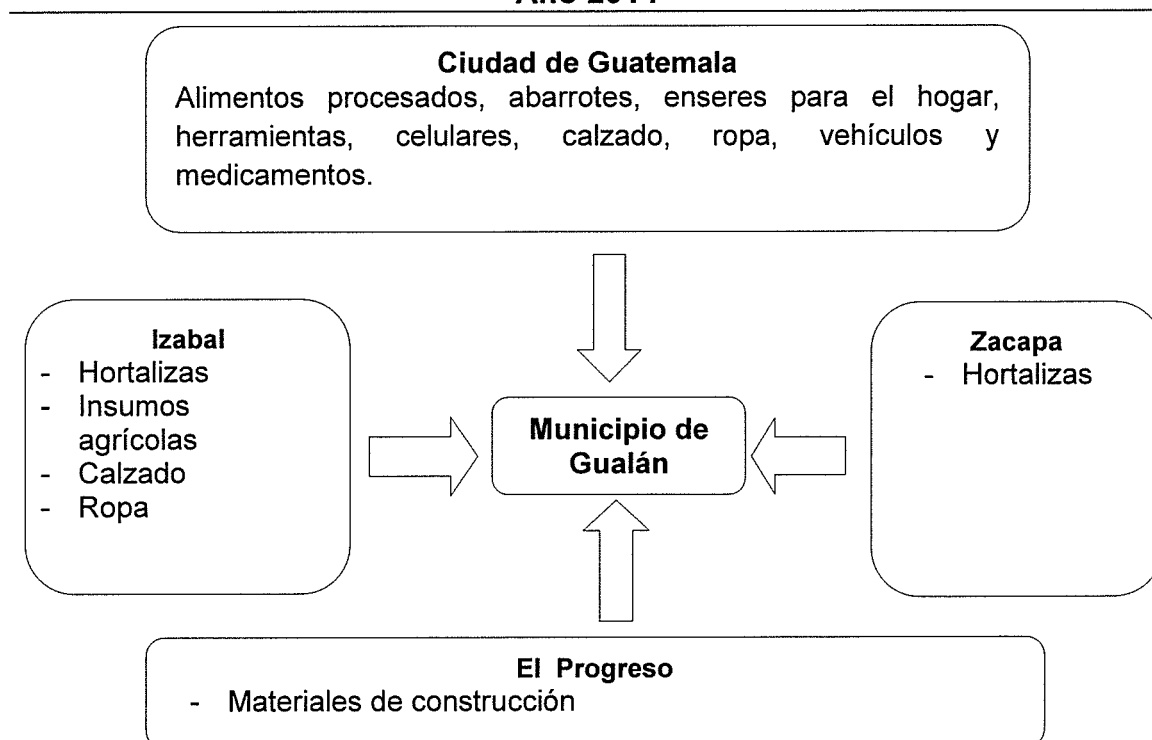 Ciudad de Guatemala
Alimentos procesados, abarrotes, enseres para el hogar,
herramientas, celulares, calzado, ropa, vehículos y
medicamentos.
Izabal
- Hortalizas
- Insumos
agrícolas
- Calzado
- Ropa
Municipio de
Gualán
Zacapa
- Hortalizas
El Progreso
- Materiales de construcción